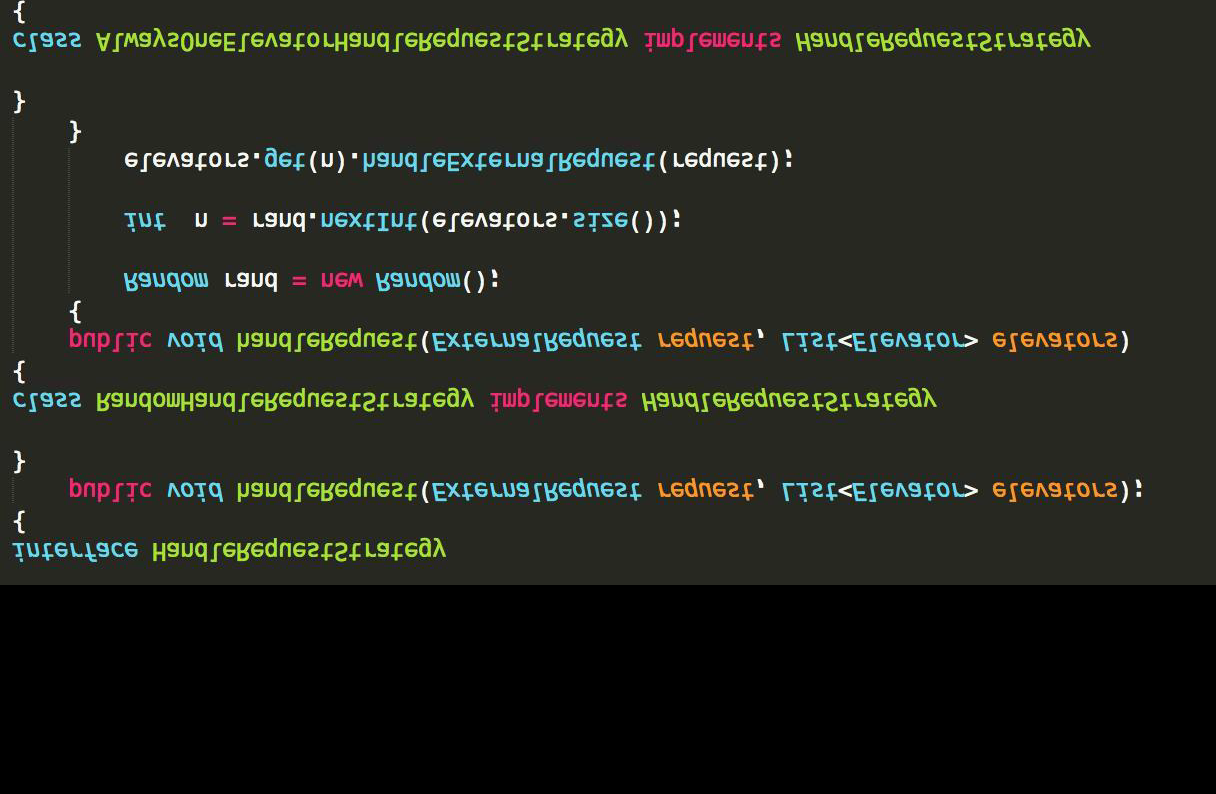 interface HandleRequestStrategy
{
    public void handleRequest(ExternalRequest request, List<Elevator> elevators);
}
class RandomHandleRequestStrategy implements HandleRequestStrategy
{
    public void handleRequest(ExternalRequest request, List<Elevator> elevators)
    {
        Random rand = new Random();
        int  n = rand.nextInt(elevators.size());
        elevators.get(n).handleExternalRequest(request);
    }
}
class AlwaysOneElevatorHandleRequestStrategy implements HandleRequestStrategy
{